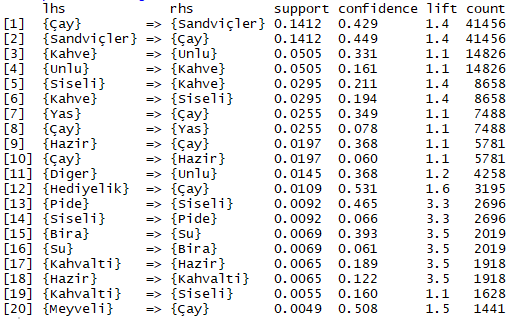 lhs rhs support confidence lift count
[1] {Çay} => {Sandviçler} 0.1412 0.429 1.4 41456
[2] {Sandviçler} => {Çay} 0.1412 0.449 1.4 41456
[3] {Kahve} => {Unlu} 0.0505 0.331 1.1 14826
[4] {Unlu} => {Kahve} 0.0505 0.161 1.1 14826
[5] {Siseli} => {Kahve} 0.0295 0.211 1.4 8658
[6] {Kahve} => {Siseli} 0.0295 0.194 1.4 8658
[7] {Yas} => {Çay} 0.0255 0.349 1.1 7488
[8] {Çay} => {Yas} 0.0255 0.078 1.1 7488
[9] {Hazir} => {Çay} 0.0197 0.368 1.1 5781
[10] {Çay} => {Hazir} 0.0197 0.060 1.1 5781
[11] {Diger} => {Unlu} 0.0145 0.368 1.2 4258
[12] {Hediyelik} => {Çay} 0.0109 0.531 1.6 3195
[13] {Pide} => {Siseli} 0.0092 0.465 3.3 2696
[14] {Siseli} => {Pide} 0.0092 0.066 3.3 2696
[15] {Bira} => {Su} 0.0069 0.393 3.5 2019
[16] {Su} => {Bira} 0.0069 0.061 3.5 2019
[17] {Kahvalti} => {Hazir} 0.0065 0.189 3.5 1918
[18] {Hazir} => {Kahvalti} 0.0065 0.122 3.5 1918
[19] {Kahvalti} => {Siseli} 0.0055 0.160 1.1 1628
[20] {Meyveli} => {Çay} 0.0049 0.508 1.5 1441